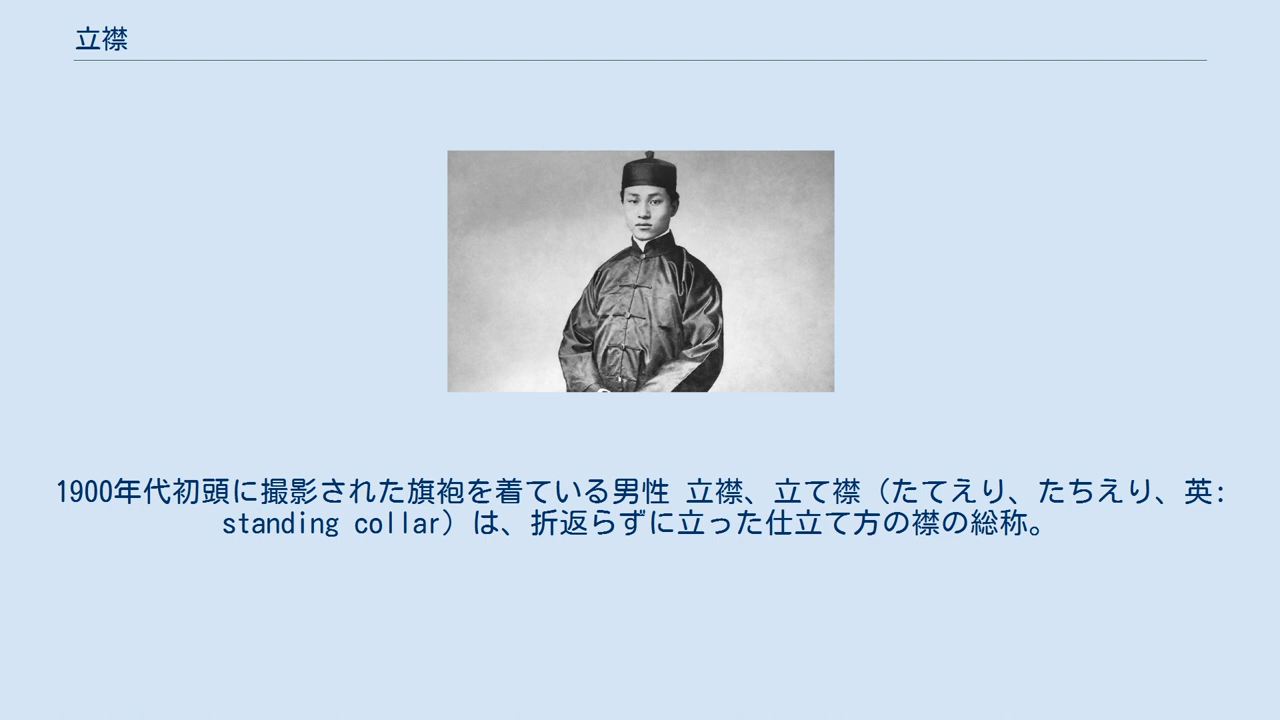 立襟
1900年代初頭に撮影された旗袍を着ている男性 立襟、立て襟（たてえり、たちえり、英:
standing collar）は、折返らずに立った仕立て方の襟の総称。